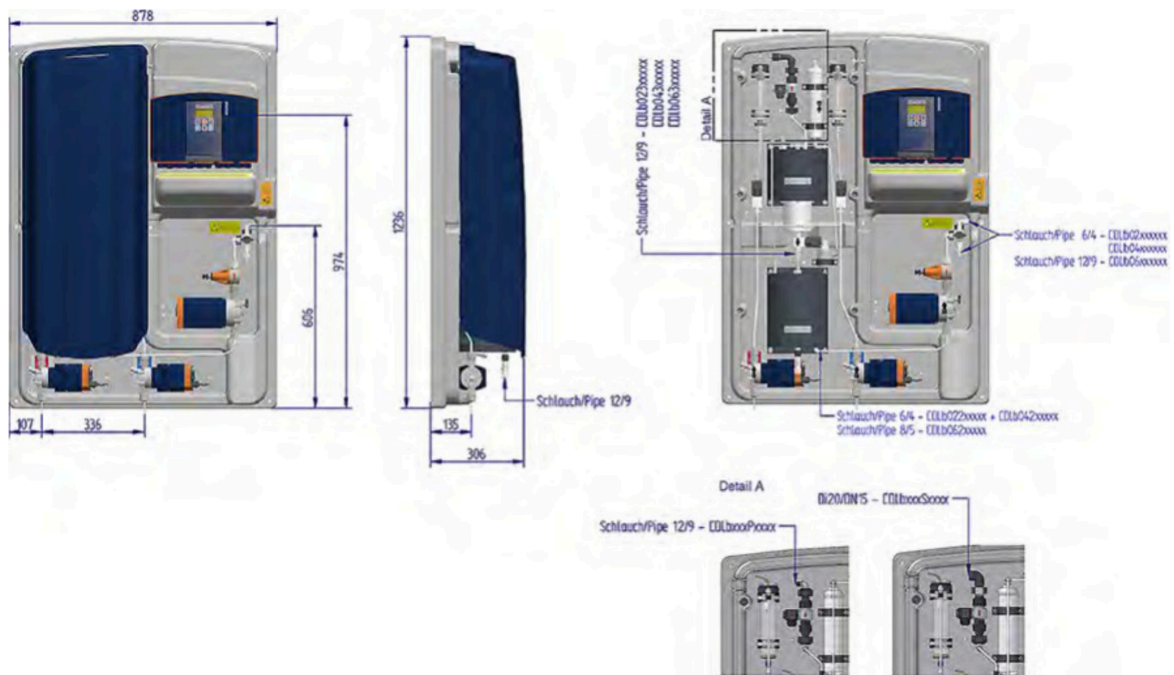 878
1236
974
606
107
336
135
306
Schlauch/Pipe 12/9
Schlauch/Pipe 12/9 - CDLb023xxxxx
CDLb043xxxxx
CDLb063xxxxx
Detail A
Schlauch/Pipe 6/4 - CDLb02xxxxxx
CDLb04xxxxxx
Schlauch/Pipe 12/9 - CDLb06xxxxxx
Schlauch/Pipe 6/4 - CDLb022xxxxx + CDLb042xxxxx
Schlauch/Pipe 8/5 - CDLb062xxxxx
Detail A
Di20/DN15 - CDLbxxxSxxxx
Schlauch/Pipe 12/9 - CDLbxxxPxxxx